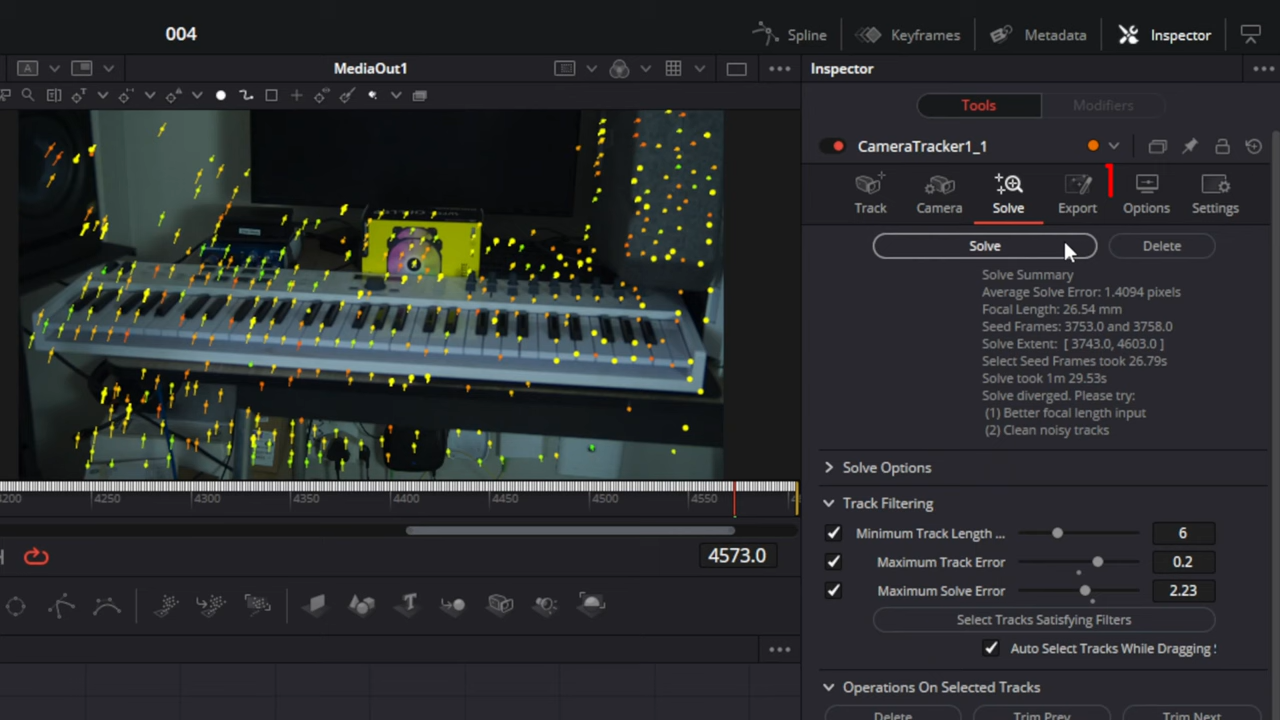 004
Spline
Keyframes
Metadata
Inspector
A
MediaOut1
Inspector
Tools
Modifiers
CameraTracker1_1
Track
Camera
Solve
Export
Options
Settings
Solve
Delete
Solve Summary
Average Solve Error: 1.4094 pixels
Focal Length: 26.54 mm
Seed Frames: 3753.0 and 3758.0
Solve Extent: [ 3743.0, 4603.0 ]
Select Seed Frames took 26.79s
Solve took 1m 29.53s
Solve diverged. Please try:
(1) Better focal length input
(2) Clean noisy tracks
Solve Options
Track Filtering
Minimum Track Length ... 6
Maximum Track Error 0.2
Maximum Solve Error 2.23
Select Tracks Satisfying Filters
Auto Select Tracks While Dragging
Operations On Selected Tracks
Delete
Trim Prev
Trim Next
4200 4250 4300 4350 4400 4450 4500 4550
4573.0